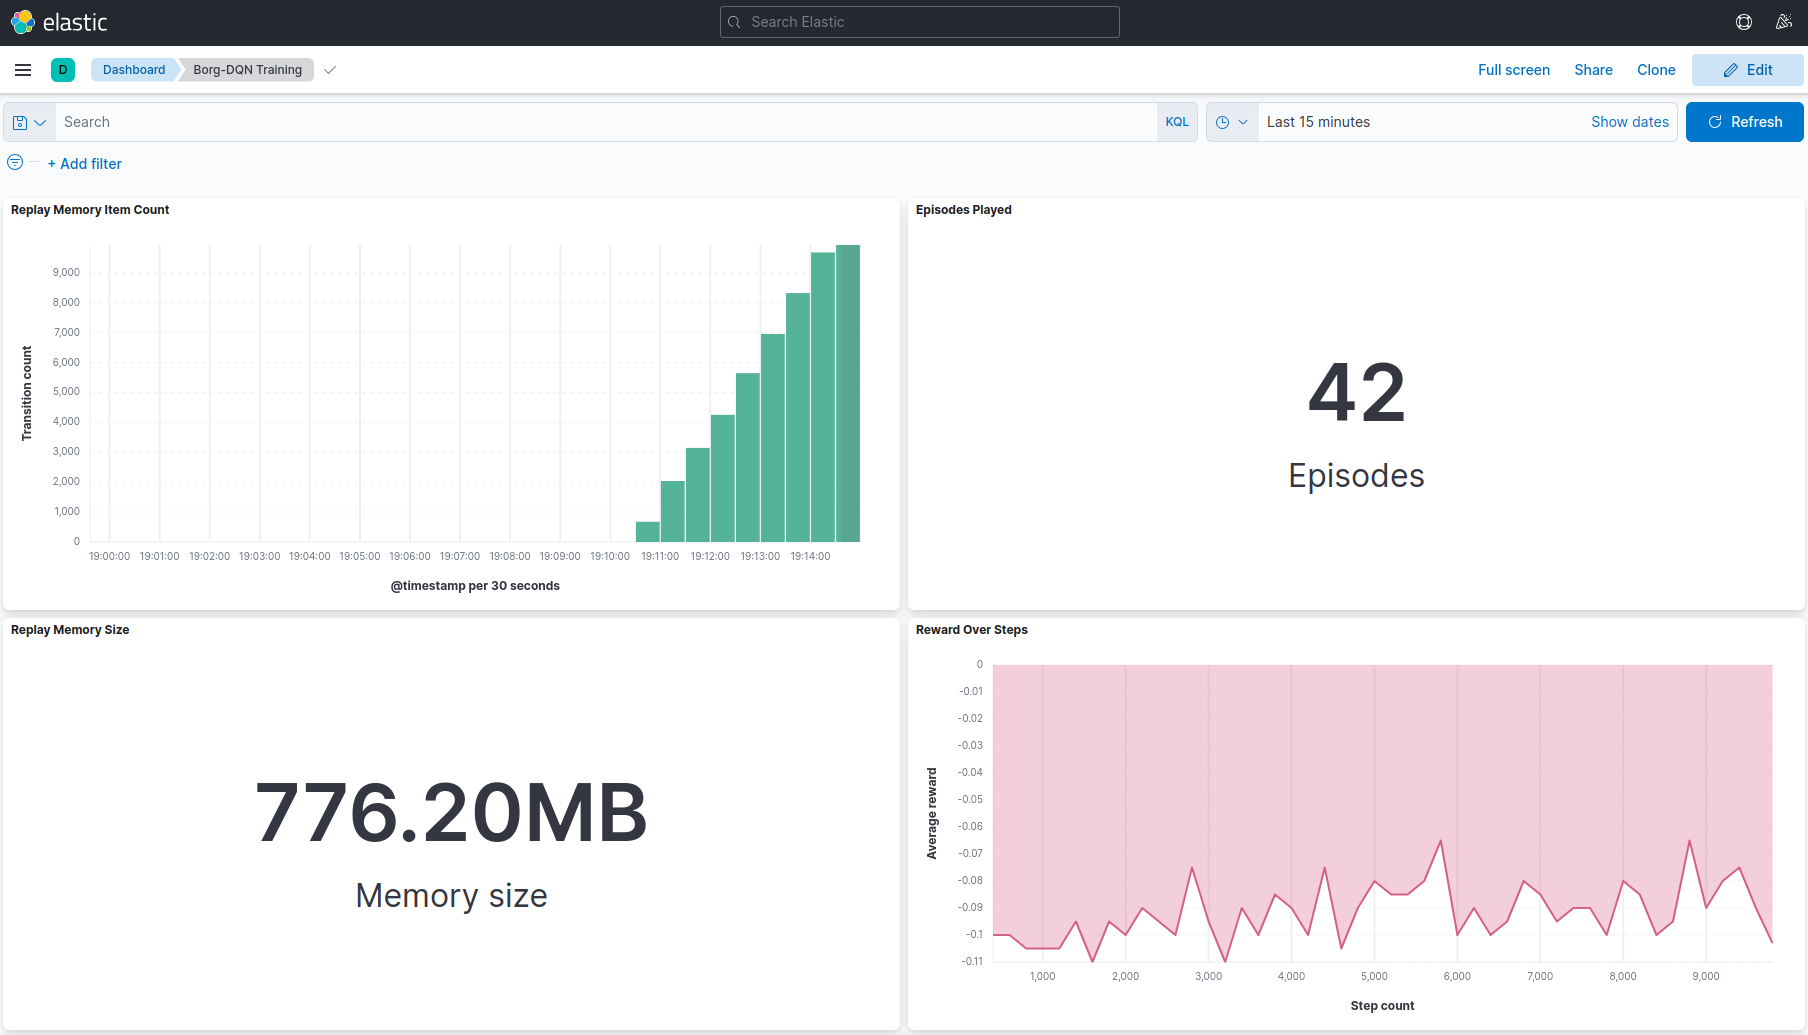 elastic
Search Elastic
D
Dashboard
Borg-DQN Training
Full screen
Share
Clone
Edit
Search
KQL
Last 15 minutes
Show dates
Refresh
+ Add filter
Replay Memory Item Count
9,000
8,000
7,000
6,000
5,000
4,000
3,000
2,000
1,000
0
Transition count
19:00:00 19:01:00 19:02:00 19:03:00 19:04:00 19:05:00 19:06:00 19:07:00 19:08:00 19:09:00 19:10:00 19:11:00 19:12:00 19:13:00 19:14:00
@timestamp per 30 seconds
Episodes Played
42
Episodes
Replay Memory Size
776.20MB
Memory size
Reward Over Steps
0
-0.01
-0.02
-0.03
-0.04
-0.05
-0.06
-0.07
-0.08
-0.09
-0.1
-0.11
Average reward
1,000 2,000 3,000 4,000 5,000 6,000 7,000 8,000 9,000
Step count